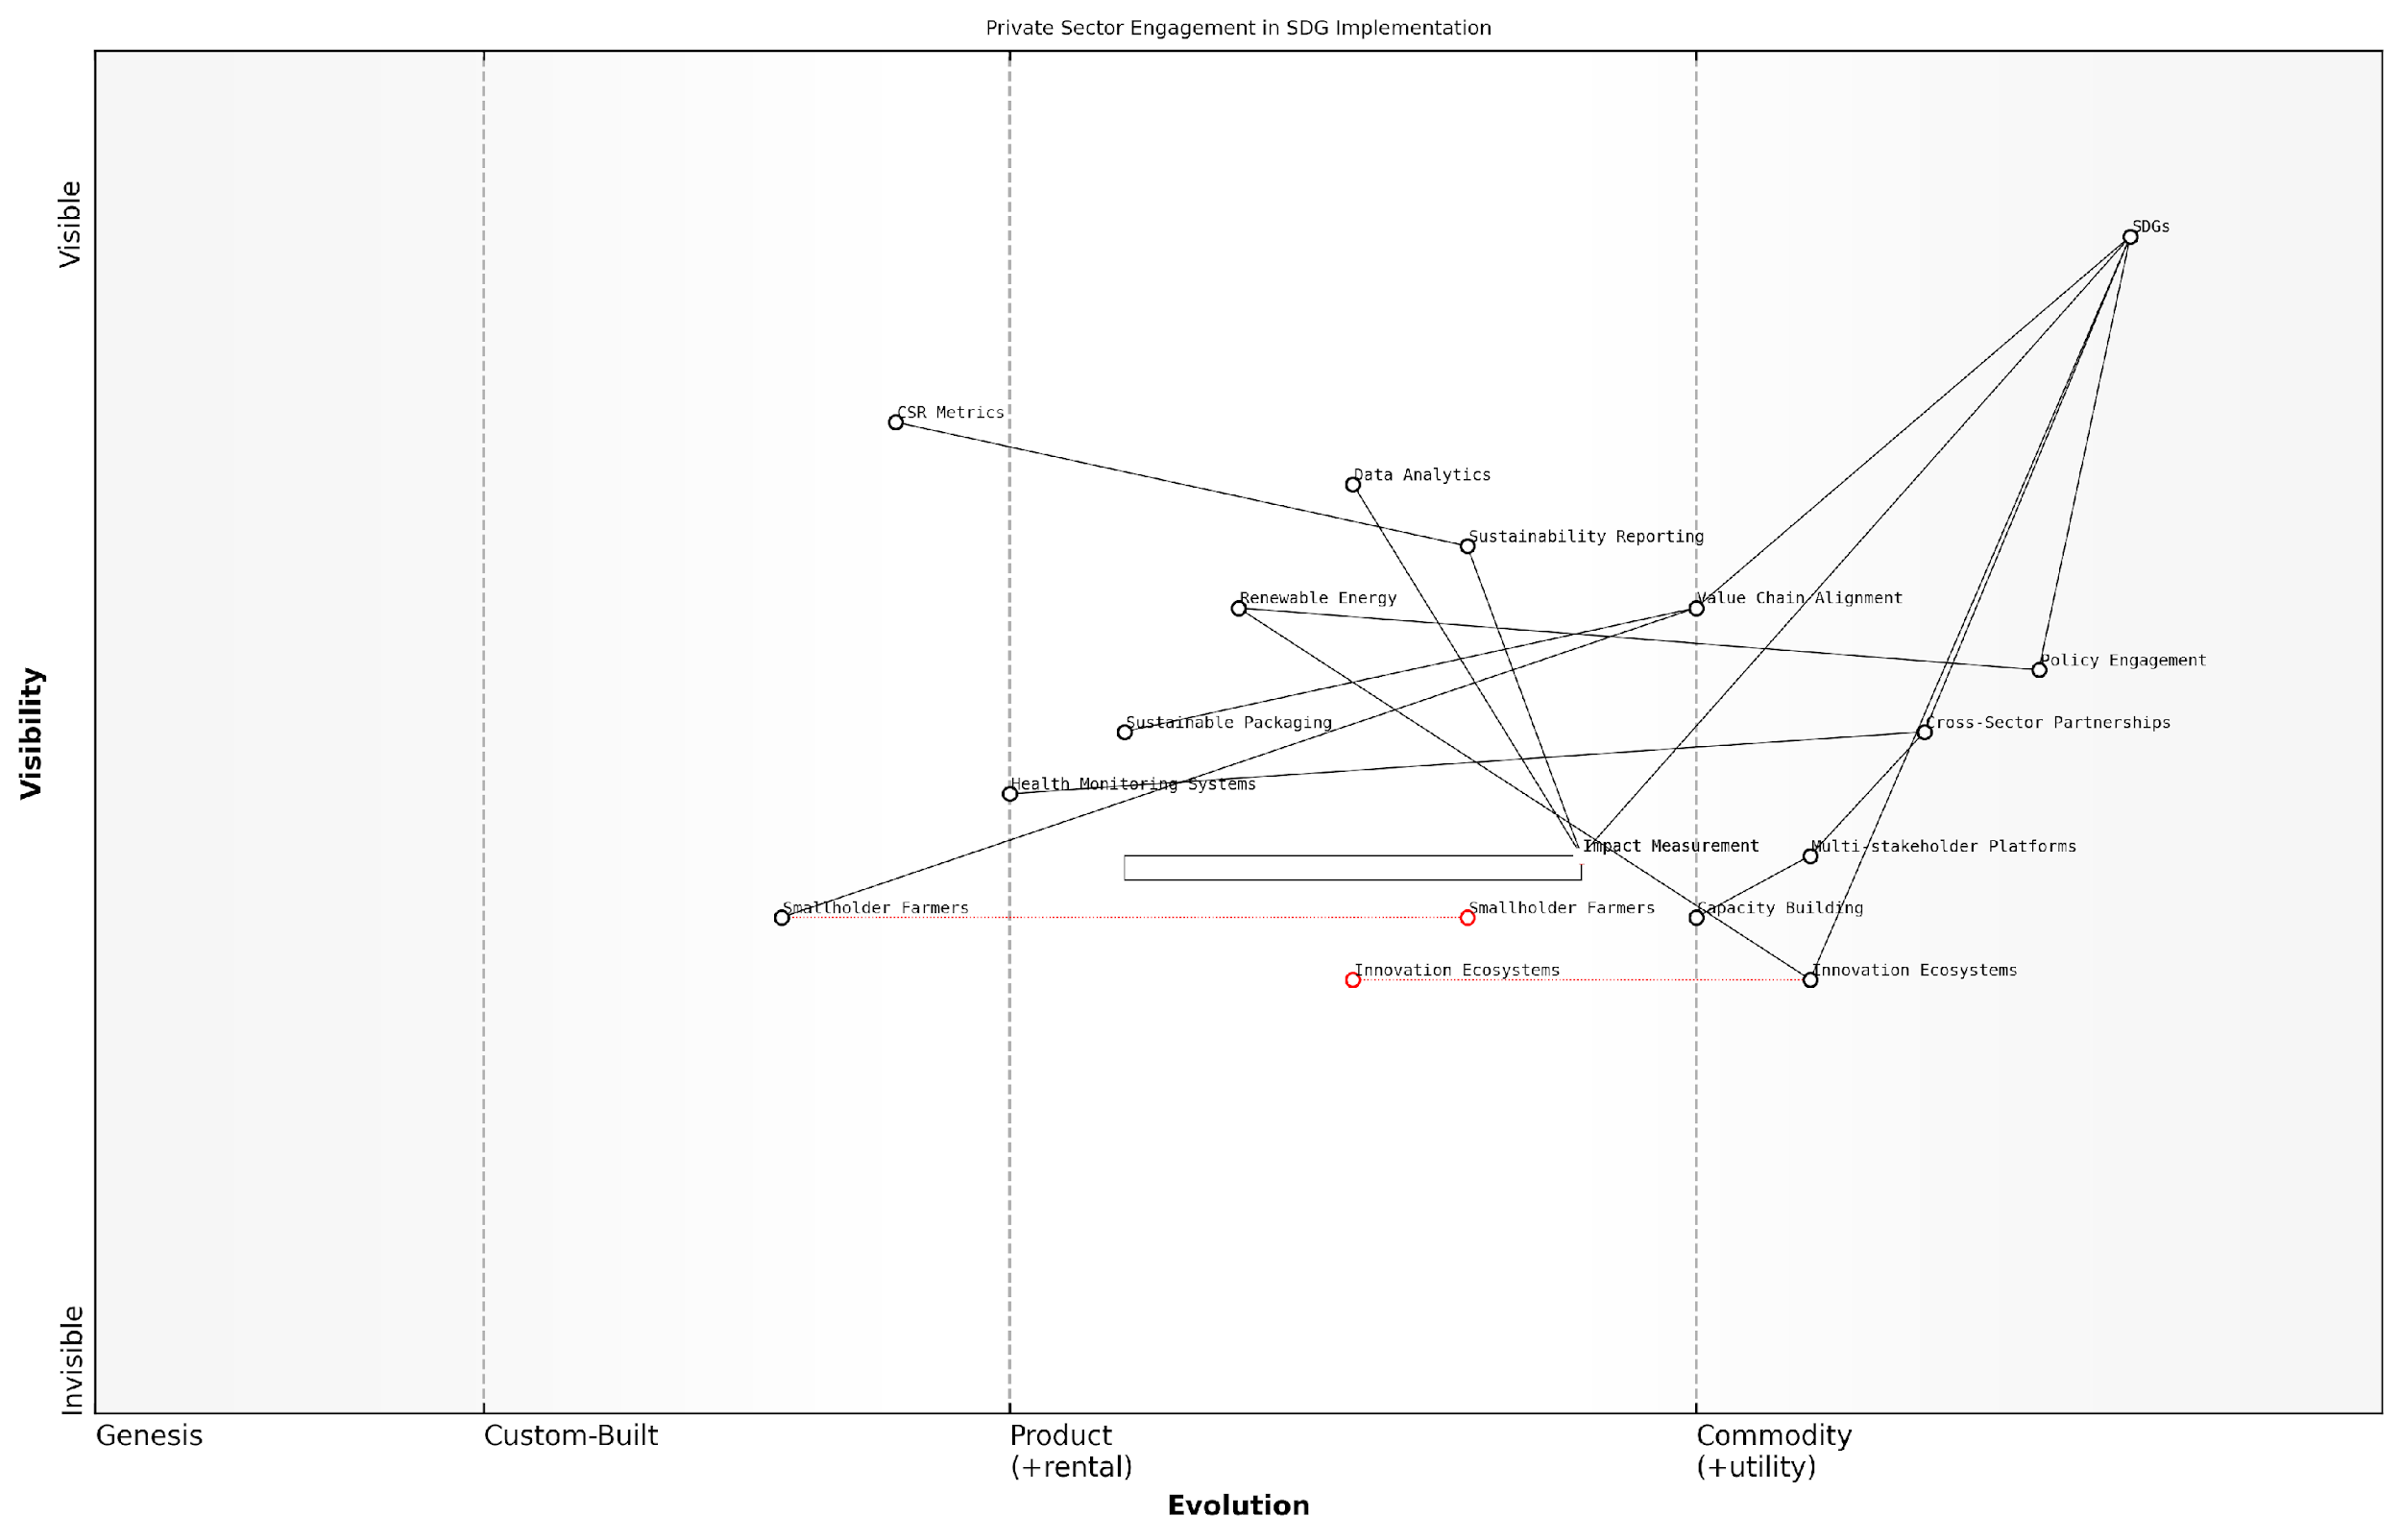 Private Sector Engagement in SDG Implementation
Visible
SDGs
CSR Metrics
Data Analytics
Sustainability Reporting
Renewable Energy
Value Chain Alignment
Policy Engagement
Sustainable Packaging
Cross-Sector Partnerships
Visibility
Health Monitoring Systems
Impact Measurement
Multi-stakeholder Platforms
Smallholder Farmers
Smallholder Farmers
Capacity Building
Innovation Ecosystems
Innovation Ecosystems
Invisible
Genesis
Custom-Built
Product
(+rental)
Commodity
(+utility)
Evolution